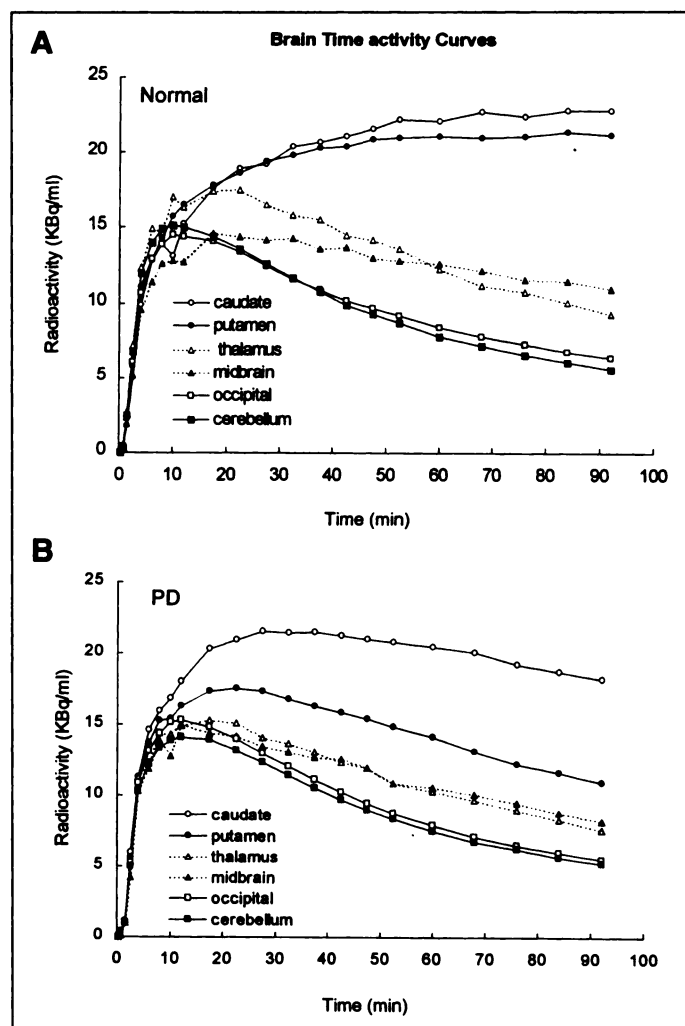 Brain Time activity Curves
A
Normal
Radioactivity (KBq/ml)
25
20
15
10
5
0
caudate
putamen
thalamus
midbrain
occipital
cerebellum
0 10 20 30 40 50 60 70 80 90 100
Time (min)
B
PD
Radioactivity (KBq/ml)
25
20
15
10
5
0
caudate
putamen
thalamus
midbrain
occipital
cerebellum
0 10 20 30 40 50 60 70 80 90 100
Time (min)